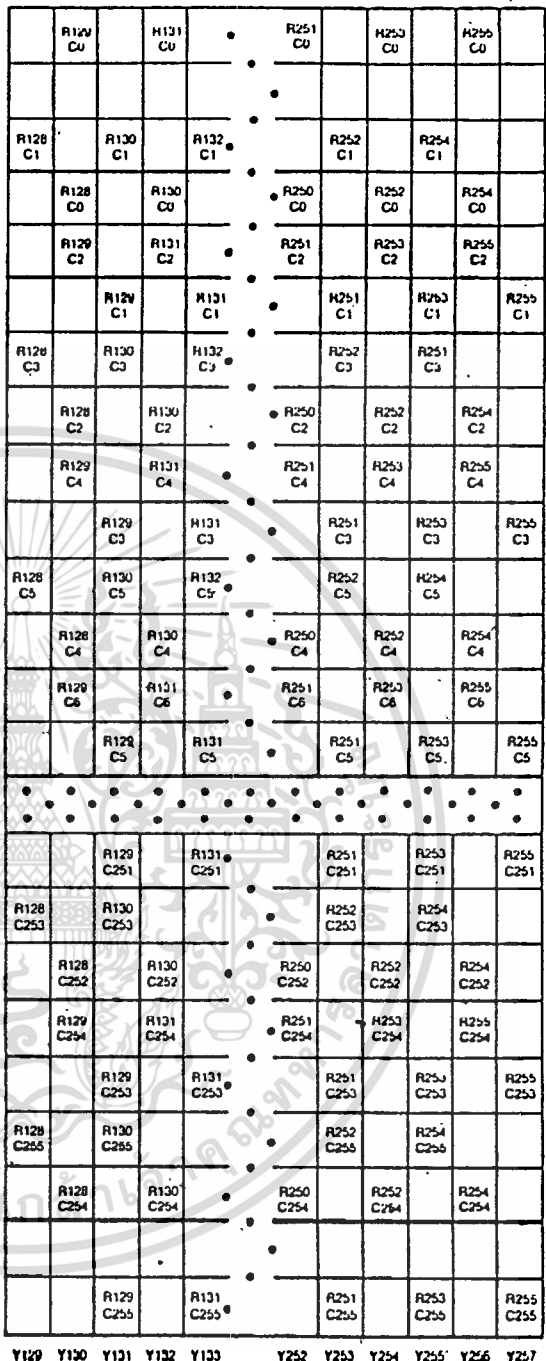 R129 R131 R251 R253 R255
C0 C0 C0 C0 C0
R128 R130 R132 R252 R254
C1 C1 C1 C1 C1
R128 R130 R250 R252 R254
C0 C0 C0 C0 C0
R129 R131 R251 R253 R255
C2 C2 C2 C2 C2
R129 R131 R251 R253 R255
C1 C1 C1 C1 C1
R128 R130 R132 R252 R251
C3 C3 C3 C3 C3
R128 R130 R250 R252 R254
C2 C2 C2 C2 C2
R129 R131 R251 R253 R255
C4 C4 C4 C4 C4
R129 R131 R251 R253 R255
C3 C3 C3 C3 C3
R128 R130 R132 R252 R254
C5 C5 C5 C5 C5
R128 R130 R250 R252 R254
C4 C4 C4 C4 C4
R129 R131 R251 R253 R255
C6 C6 C6 C6 C6
R129 R131 R251 R253 R255
C5 C5 C5 C5 C5
R129 R131 R251 R253 R255
C251 C251 C251 C251 C251
R128 R130 R252 R254
C253 C253 C253 C253
R128 R130 R250 R252 R254
C252 C252 C252 C252 C252
R129 R131 R251 R253 R255
C254 C254 C254 C254 C254
R129 R131 R251 R253 R255
C253 C253 C253 C253 C253
R128 R130 R252 R254
C255 C255 C255 C255
R128 R130 R250 R252 R254
C254 C254 C254 C254 C254
R129 R131 R251 R253 R255
C255 C255 C255 C255 C255
Y129 Y130 Y131 Y132 Y133 Y252 Y253 Y254 Y255 Y256 Y257